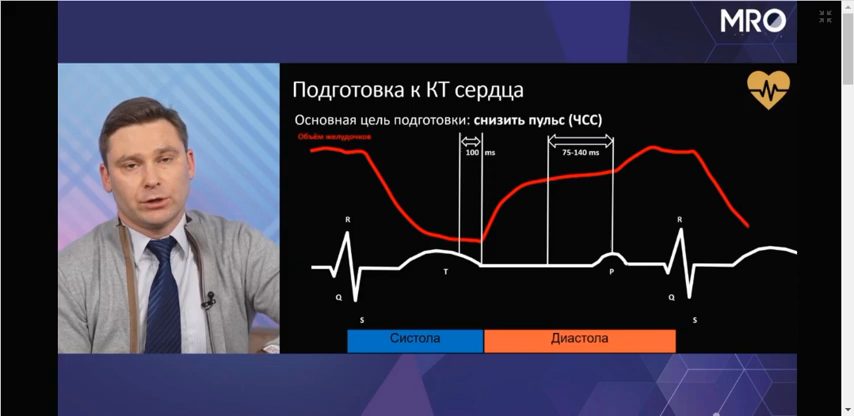 MRO
Подготовка к КТ сердца
Основная цель подготовки: снизить пульс (ЧСС)
Объём желудочков
100 ms
75-140 ms
R
R
T
P
Q
Q
S
S
Систола
Диастола